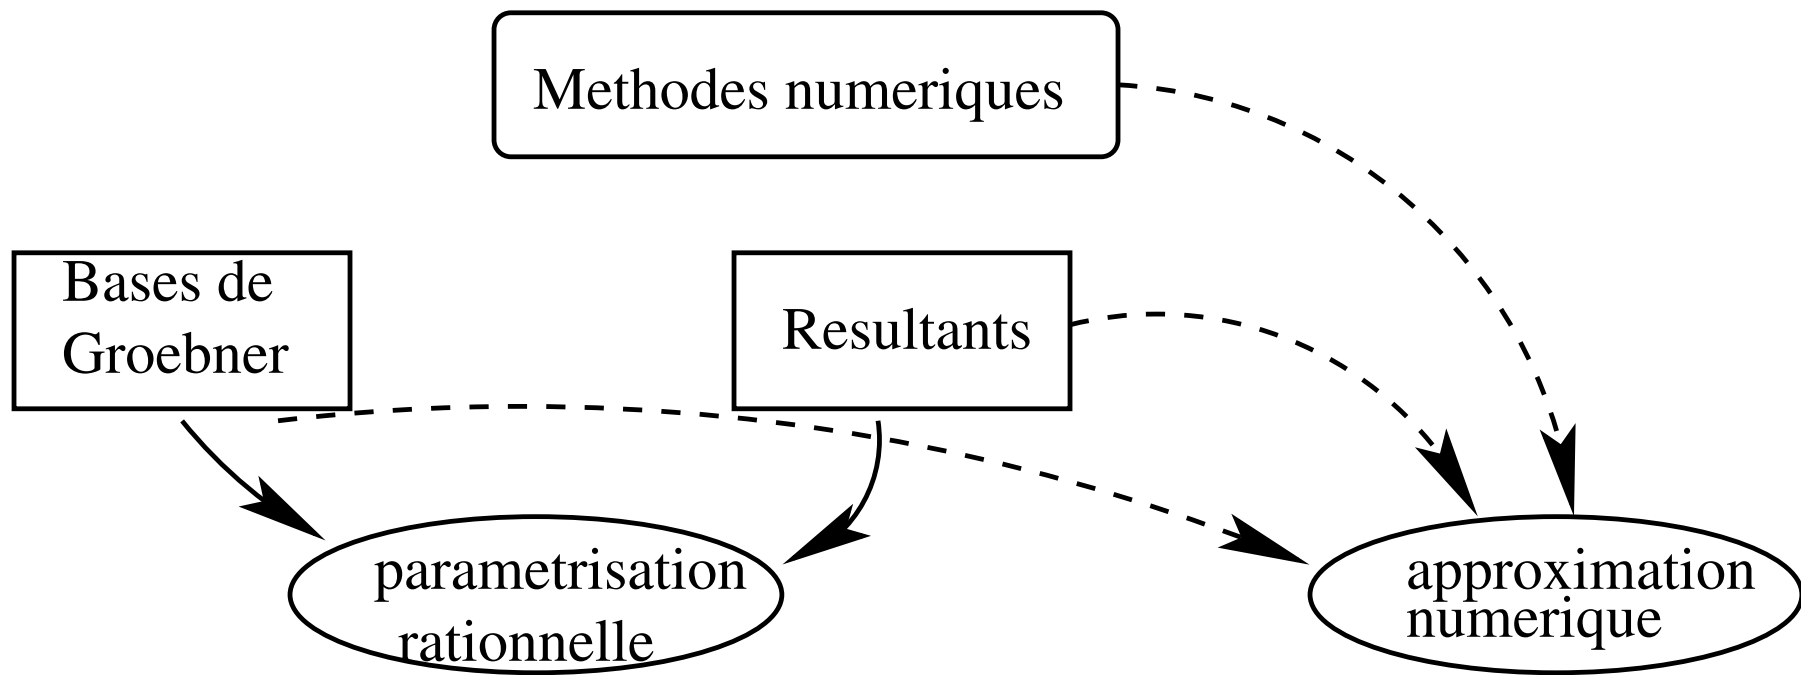 Methodes numeriques
Bases de
Groebner
Resultants
parametrisation
rationnelle
approximation
numerique